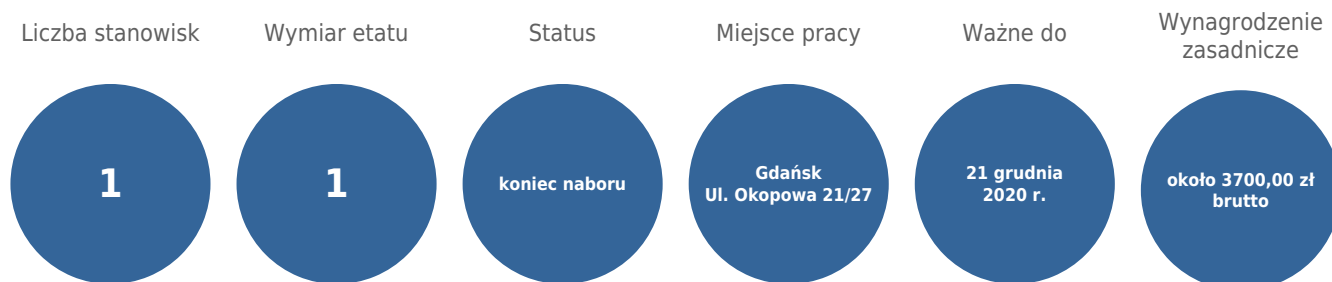 Liczba stanowisk
1
Wymiar etatu
1
Status
koniec naboru
Miejsce pracy
Gdańsk
Ul. Okopowa 21/27
Ważne do
21 grudnia
2020 r.
Wynagrodzenie
zasadnicze
około 3700,00 zł
brutto